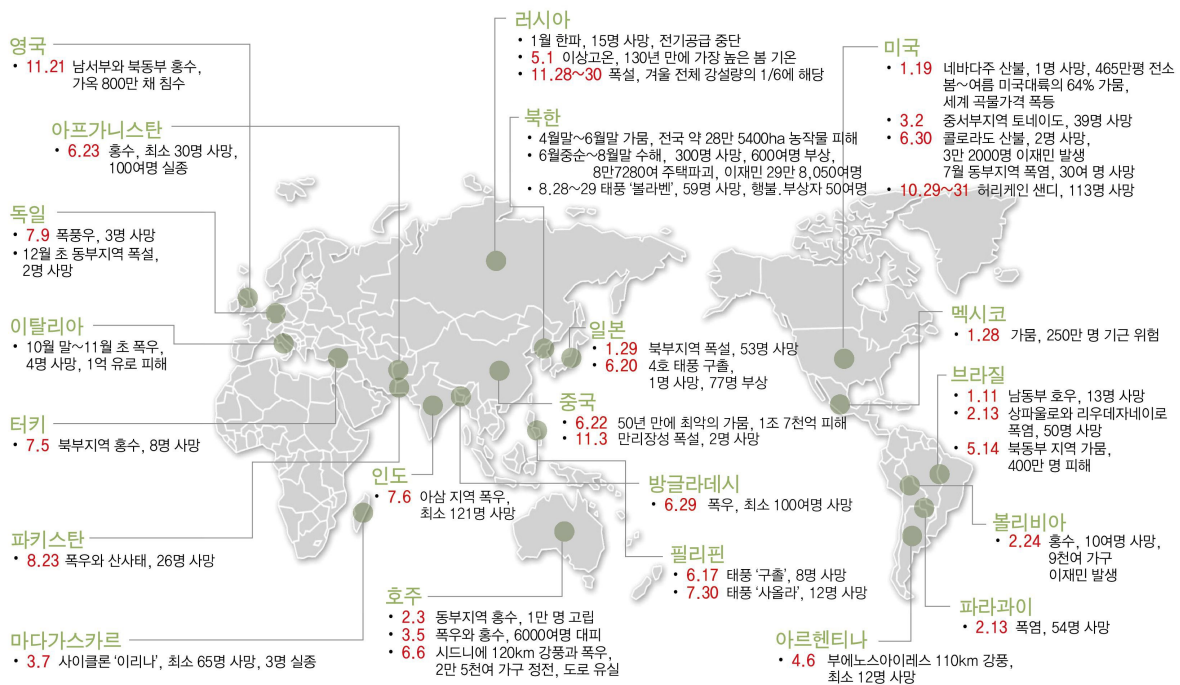 영국
• 11.21 남서부와 북동부 홍수,
가옥 800만 채 침수
아프가니스탄
• 6.23 홍수, 최소 30명 사망,
100여명 실종
독일
• 7.9 폭풍우, 3명 사망
• 12월 초 동부지역 폭설,
2명 사망
이탈리아
• 10월 말~11월 초 폭우,
4명 사망, 1억 유로 피해
터키
• 7.5 북부지역 홍수, 8명 사망
파키스탄
• 8.23 폭우와 산사태, 26명 사망
마다가스카르
• 3.7 사이클론 '이리나', 최소 65명 사망, 3명 실종
러시아
• 1월 한파, 15명 사망, 전기공급 중단
• 5.1 이상고온, 130년 만에 가장 높은 봄 기온
• 11.28~30 폭설, 겨울 전체 강설량의 1/6에 해당
북한
• 4월말~6월말 가뭄, 전국 약 28만 5400ha 농작물 피해
• 6월중순~8월말 수해, 300명 사망, 600여명 부상,
8만7280여 주택파괴, 이재민 29만 8,050여명
• 8.28~29 태풍 '볼라벤', 59명 사망, 행불.부상자 50여명
일본
• 1.29 북부지역 폭설, 53명 사망
• 6.20 4호 태풍 구촐,
1명 사망, 77명 부상
중국
• 6.22 50년 만에 최악의 가뭄, 1조 7천억 피해
• 11.3 만리장성 폭설, 2명 사망
인도
• 7.6 아삼 지역 폭우,
최소 121명 사망
방글라데시
• 6.29 폭우, 최소 100여명 사망
필리핀
• 6.17 태풍 '구촐', 8명 사망
• 7.30 태풍 '사올라', 12명 사망
호주
• 2.3 동부지역 홍수, 1만 명 고립
• 3.5 폭우와 홍수, 6000여명 대피
• 6.6 시드니에 120km 강풍과 폭우,
2만 5천여 가구 정전, 도로 유실
미국
• 1.19 네바다주 산불, 1명 사망, 465만평 전소
봄~여름 미국대륙의 64% 가뭄,
세계 곡물가격 폭등
• 3.2 중서부지역 토네이도, 39명 사망
• 6.30 콜로라도 산불, 2명 사망,
3만 2000명 이재민 발생
7월 동부지역 폭염, 30여 명 사망
• 10.29~31 허리케인 샌디, 113명 사망
멕시코
• 1.28 가뭄, 250만 명 기근 위험
브라질
• 1.11 남동부 호우, 13명 사망
• 2.13 상파울로와 리우데자네이로
폭염, 50명 사망
• 5.14 북동부 지역 가뭄,
400만 명 피해
볼리비아
• 2.24 홍수, 10여명 사망,
9천여 가구
이재민 발생
파라과이
• 2.13 폭염, 54명 사망
아르헨티나
• 4.6 부에노스아이레스 110km 강풍,
최소 12명 사망